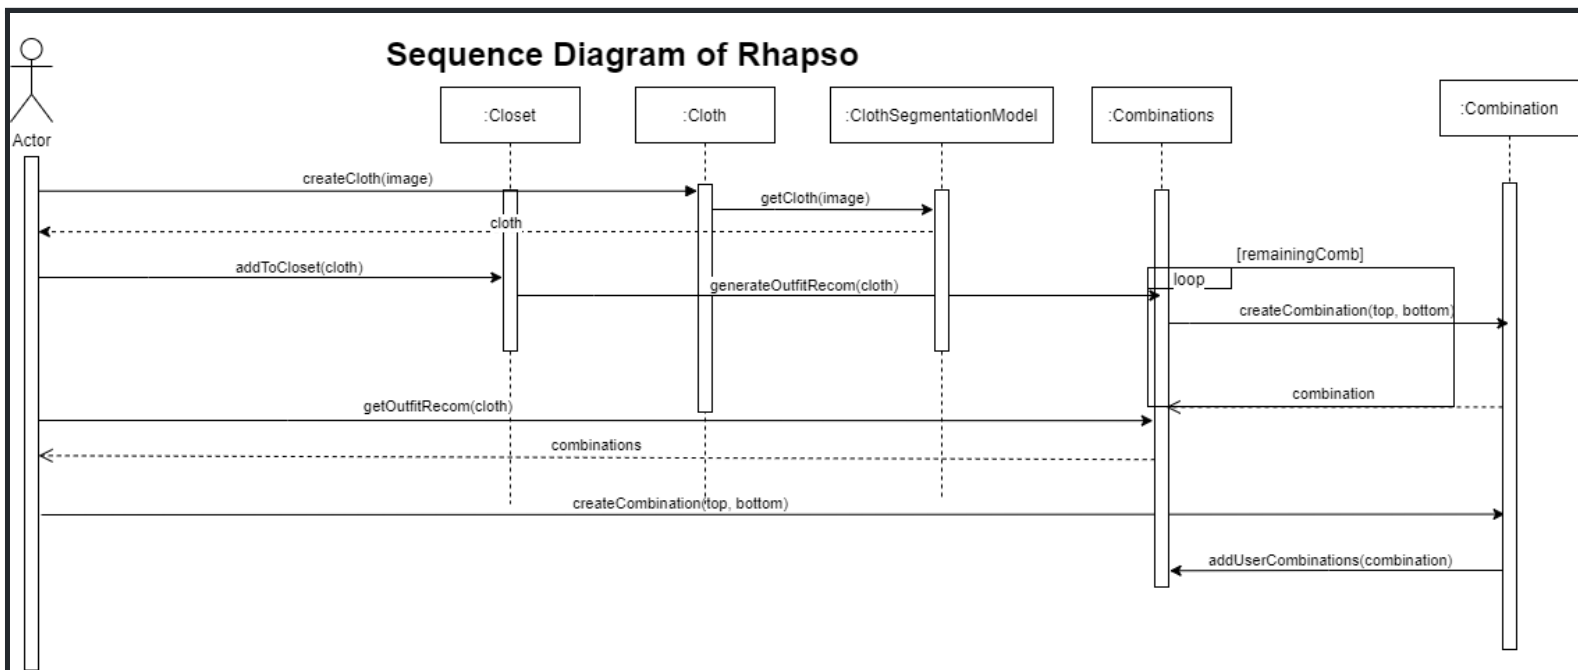 Sequence Diagram of Rhapso
Actor
:Closet
:Cloth
:ClothSegmentationModel
:Combinations
:Combination
createCloth(image)
getCloth(image)
cloth
addToCloset(cloth)
[remainingComb]
loop
generateOutfitRecom(cloth)
createCombination(top, bottom)
combination
getOutfitRecom(cloth)
combinations
createCombination(top, bottom)
addUserCombinations(combination)